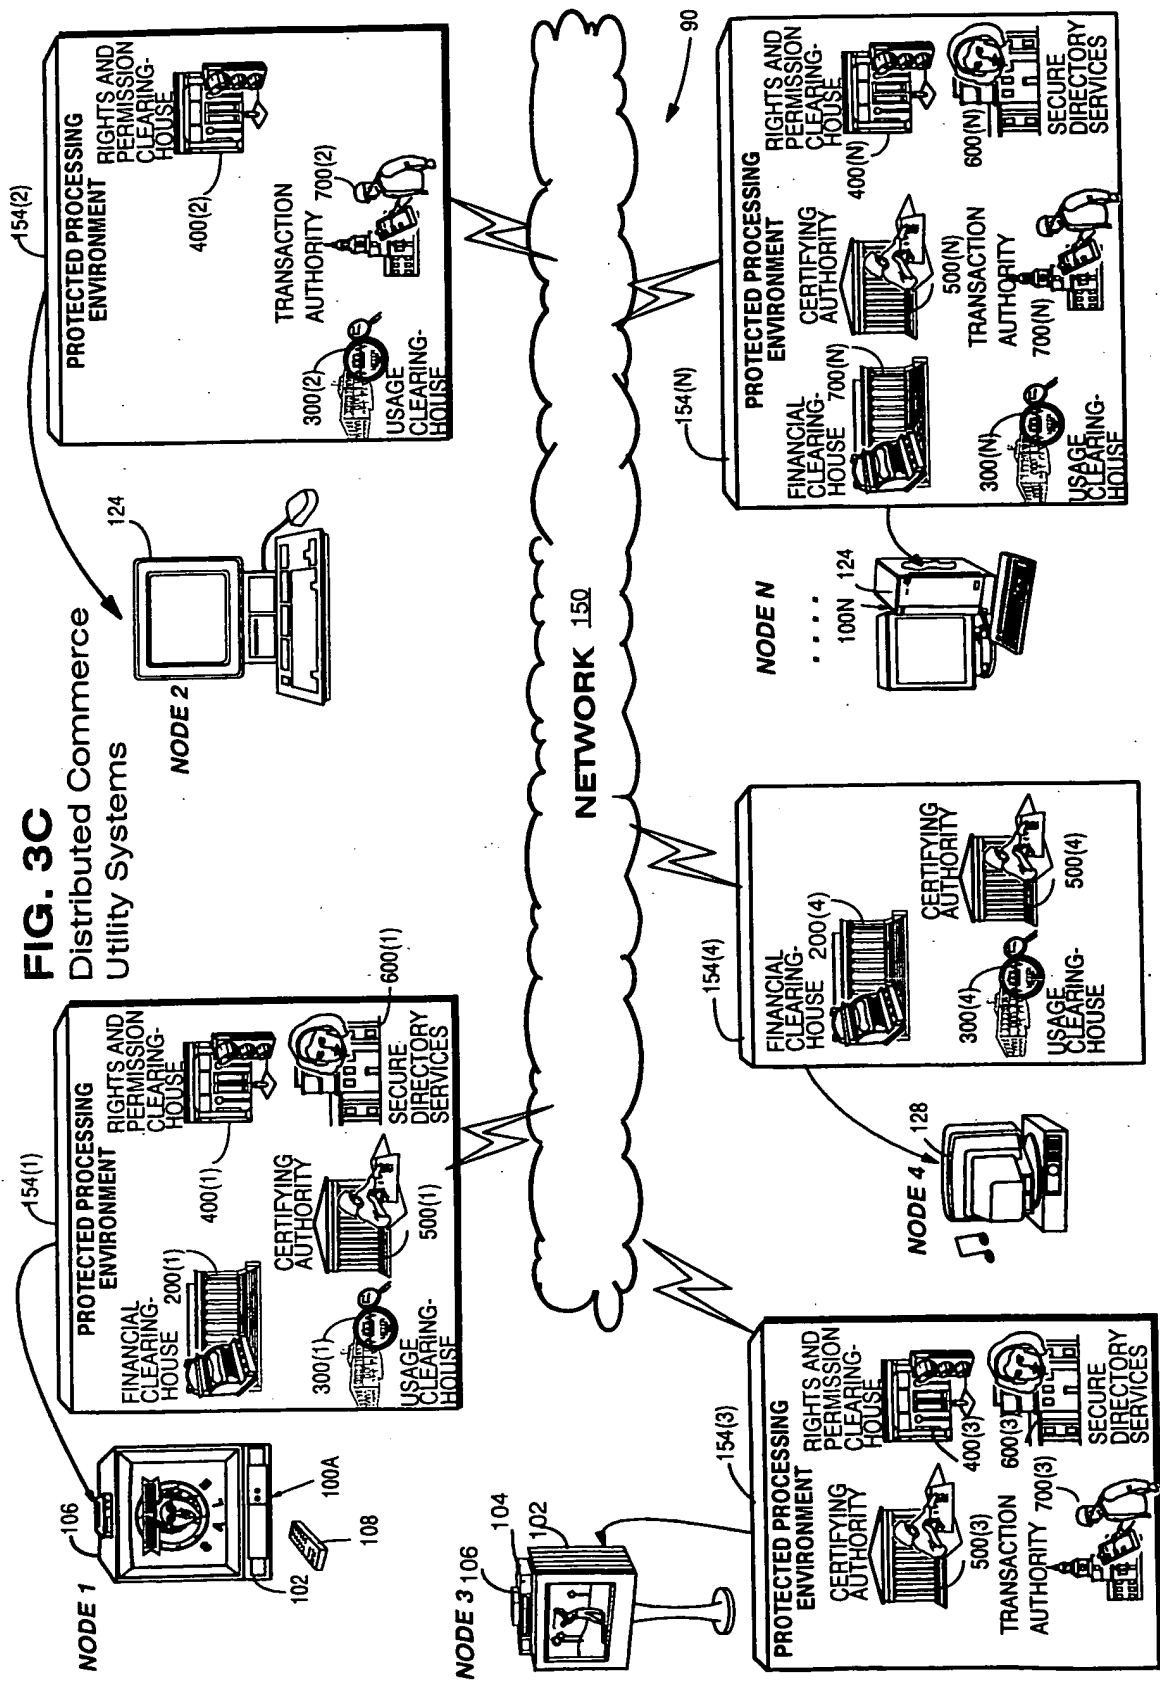 FIG. 3C
Distributed Commerce
Utility Systems
NODE 1
106
102
100A
108
154(1)
PROTECTED PROCESSING
ENVIRONMENT
FINANCIAL
CLEARING-
HOUSE 200(1)
RIGHTS AND
PERMISSION
CLEARING-
HOUSE
400(1)
300(1)
USAGE
CLEARING-
HOUSE
CERTIFYING
AUTHORITY
500(1)
SECURE
DIRECTORY
SERVICES
600(1)
NODE 2
124
154(2)
PROTECTED PROCESSING
ENVIRONMENT
RIGHTS AND
PERMISSION
CLEARING-
HOUSE
400(2)
TRANSACTION
AUTHORITY 700(2)
300(2)
USAGE
CLEARING-
HOUSE
NETWORK 150
90
NODE 3
106
104
102
154(3)
PROTECTED PROCESSING
ENVIRONMENT
CERTIFYING
AUTHORITY
500(3)
RIGHTS AND
PERMISSION
CLEARING-
HOUSE
400(3)
TRANSACTION
AUTHORITY 700(3)
600(3)
SECURE
DIRECTORY
SERVICES
NODE 4
128
154(4)
FINANCIAL
CLEARING-
HOUSE 200(4)
CERTIFYING
AUTHORITY
500(4)
300(4)
USAGE
CLEARING-
HOUSE
NODE N
. . . .
100N
124
154(N)
PROTECTED PROCESSING
ENVIRONMENT
FINANCIAL
CLEARING-
HOUSE 700(N)
CERTIFYING
AUTHORITY
500(N)
RIGHTS AND
PERMISSION
CLEARING-
HOUSE
400(N)
300(N)
USAGE
CLEARING-
HOUSE
TRANSACTION
AUTHORITY
700(N)
600(N)
SECURE
DIRECTORY
SERVICES